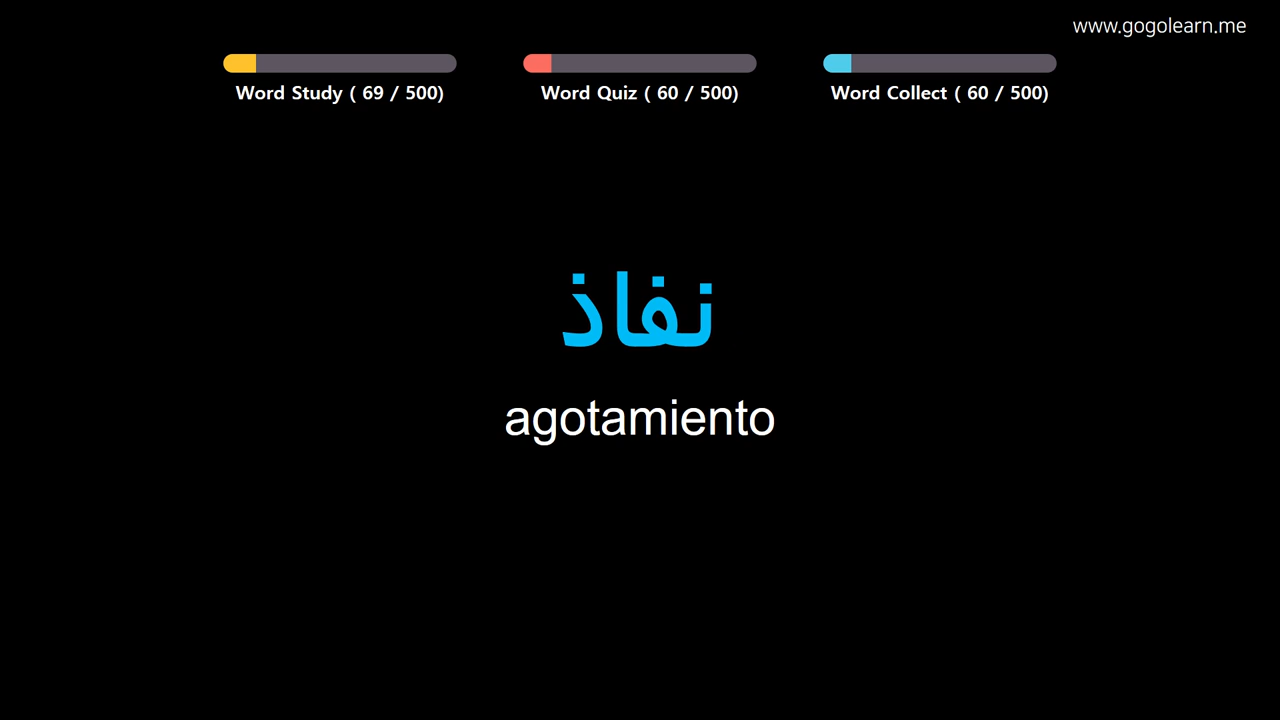 www.gogolearn.me
Word Study ( 69 / 500)
Word Quiz ( 60 / 500)
Word Collect ( 60 / 500)
نفاذ
agotamiento